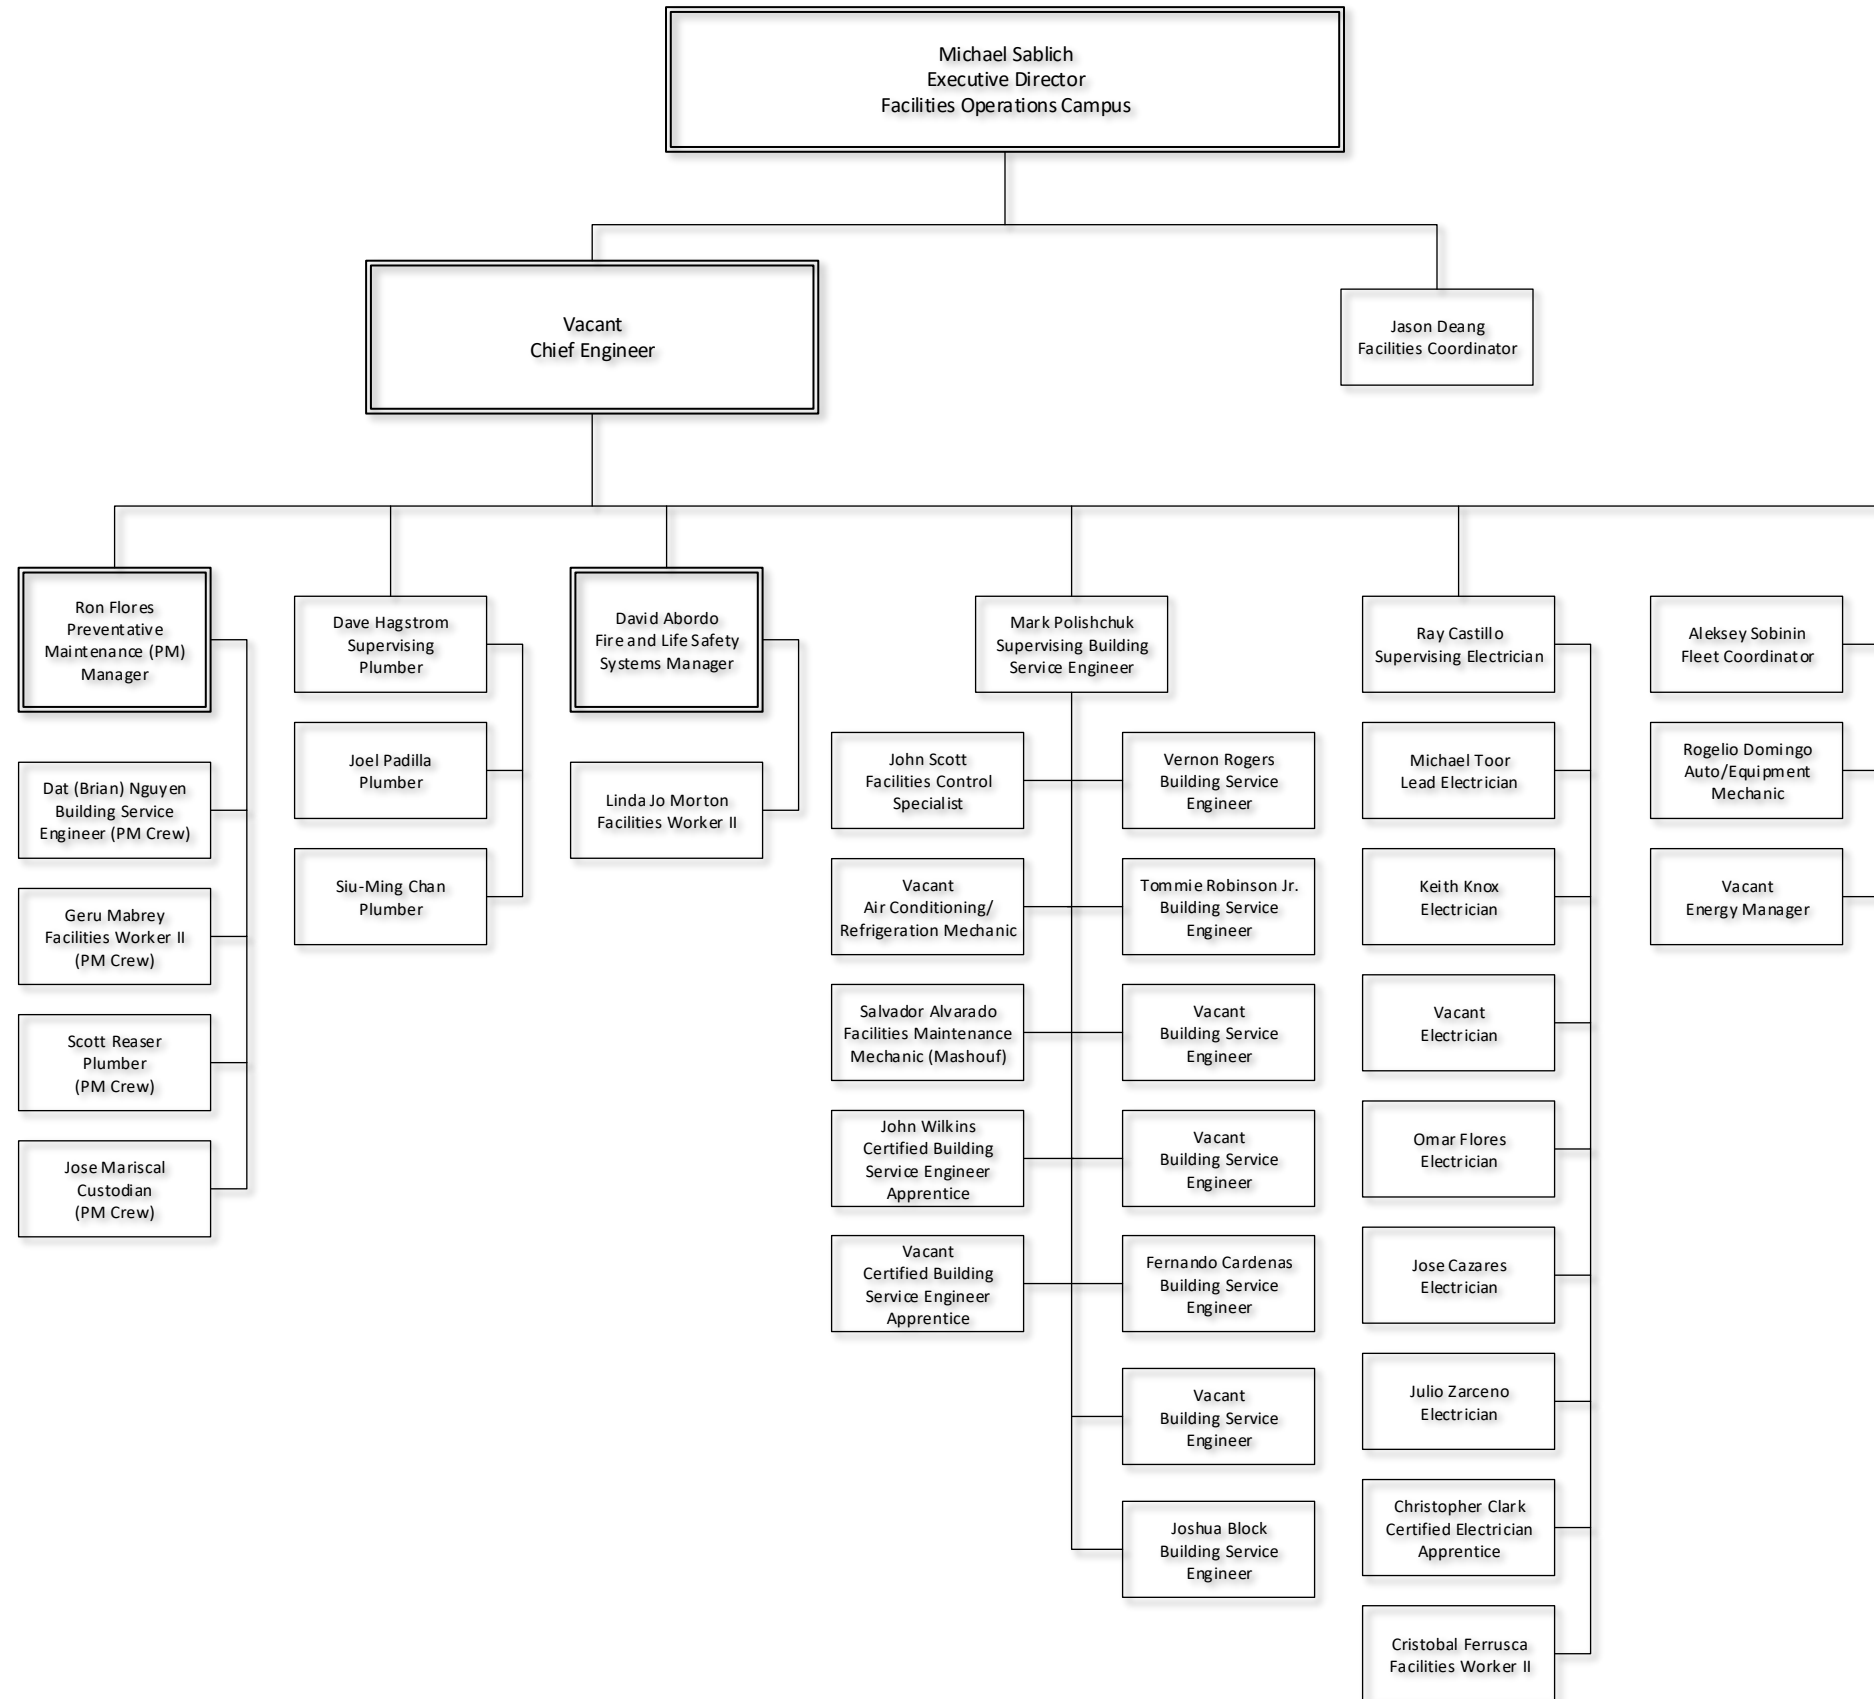 Michael Sablich
Executive Director
Facilities Operations Campus
Vacant
Chief Engineer
Jason Deang
Facilities Coordinator
Ron Flores
Preventative
Maintenance (PM)
Manager
Dat (Brian) Nguyen
Building Service
Engineer (PM Crew)
Geru Mabrey
Facilities Worker II
(PM Crew)
Scott Reaser
Plumber
(PM Crew)
Jose Mariscal
Custodian
(PM Crew)
Dave Hagstrom
Supervising
Plumber
Joel Padilla
Plumber
Siu-Ming Chan
Plumber
David Abordo
Fire and Life Safety
Systems Manager
Linda Jo Morton
Facilities Worker II
Mark Polishchuk
Supervising Building
Service Engineer
John Scott
Facilities Control
Specialist
Vacant
Air Conditioning/
Refrigeration Mechanic
Salvador Alvarado
Facilities Maintenance
Mechanic (Mashouf)
John Wilkins
Certified Building
Service Engineer
Apprentice
Vacant
Certified Building
Service Engineer
Apprentice
Vernon Rogers
Building Service
Engineer
Tommie Robinson Jr.
Building Service
Engineer
Vacant
Building Service
Engineer
Vacant
Building Service
Engineer
Fernando Cardenas
Building Service
Engineer
Vacant
Building Service
Engineer
Joshua Block
Building Service
Engineer
Ray Castillo
Supervising Electrician
Michael Toor
Lead Electrician
Keith Knox
Electrician
Vacant
Electrician
Omar Flores
Electrician
Jose Cazares
Electrician
Julio Zarceno
Electrician
Christopher Clark
Certified Electrician
Apprentice
Cristobal Ferrusca
Facilities Worker II
Aleksey Sobinin
Fleet Coordinator
Rogelio Domingo
Auto/Equipment
Mechanic
Vacant
Energy Manager